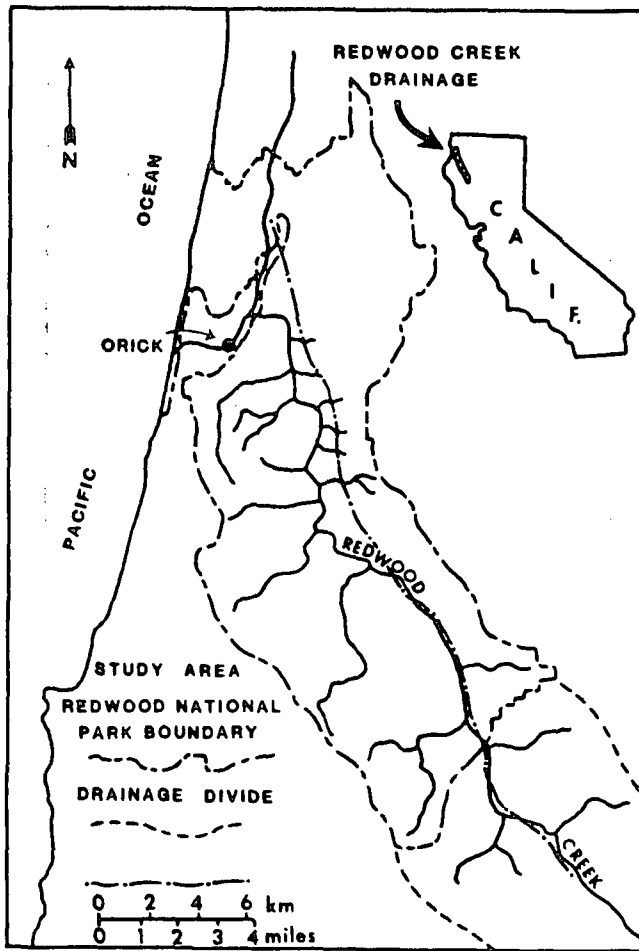 REDWOOD CREEK
DRAINAGE
N
OCEAN
CALIF.
ORICK
PACIFIC
REDWOOD
CREEK
STUDY AREA
REDWOOD NATIONAL
PARK BOUNDARY
DRAINAGE DIVIDE
0 2 4 6 km
0 1 2 3 4 miles